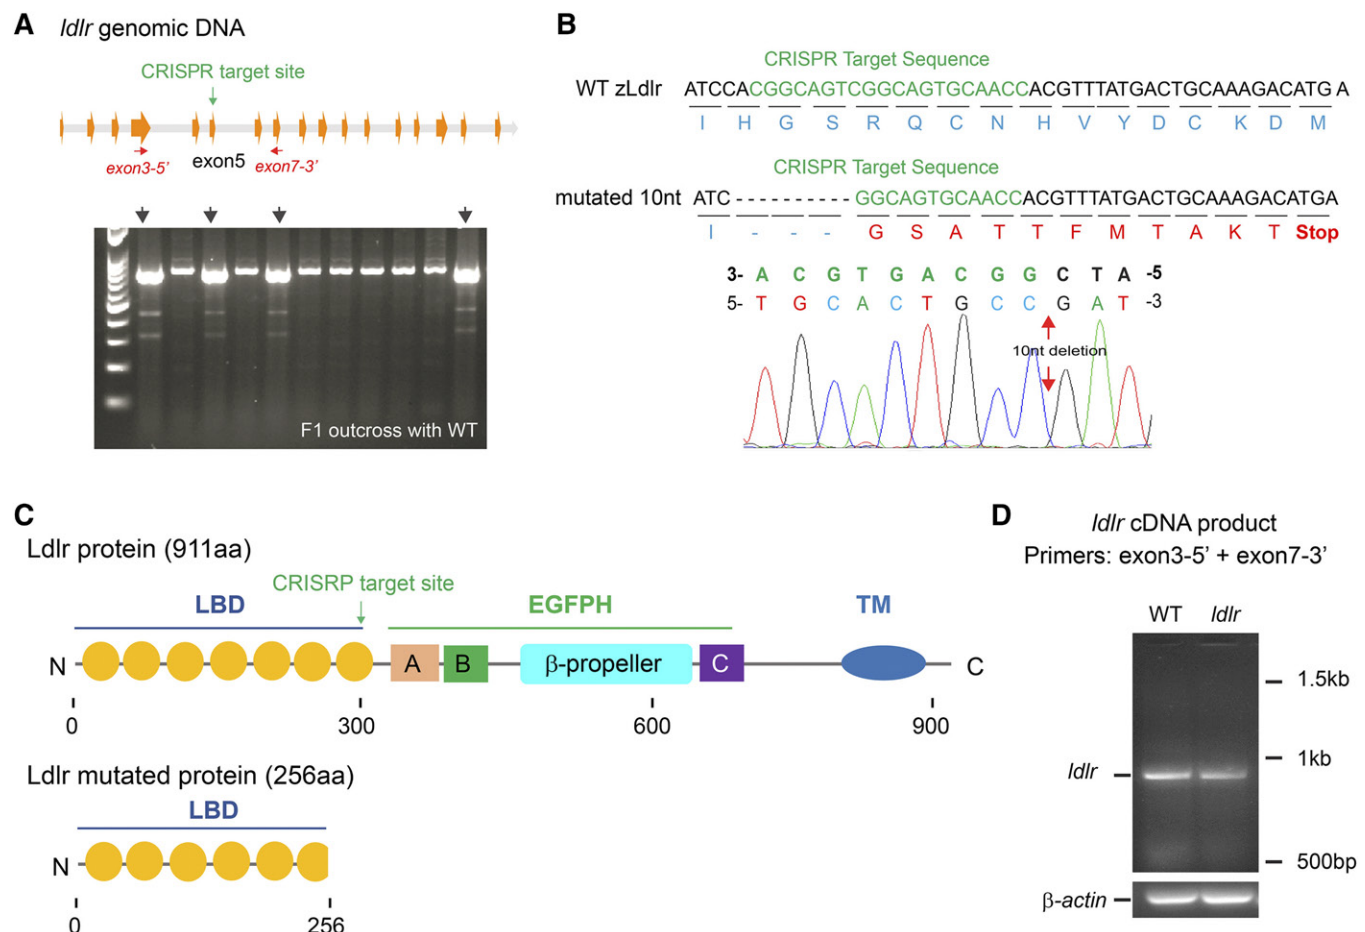 A ldlr genomic DNA
CRISPR target site
exon3-5’ exon5 exon7-3’
F1 outcross with WT
B
CRISPR Target Sequence
WT zLdlr ATCCACGGCAGTCGGCAGTGCAACCACGTTTATGACTGCAAAGACATG A
I H G S R Q C N H V Y D C K D M
CRISPR Target Sequence
mutated 10nt ATC - - - - - - - - - - GGCAGTGCAACCACGTTTATGACTGCAAAGACATGA
I - - - G S A T T F M T A K T Stop
3- A C G T G A C G G C T A -5
5- T G C A C T G C C G A T -3
10nt deletion
C
Ldlr protein (911aa)
CRISRP target site
LBD EGFPH TM
N A B β-propeller C C
0 300 600 900
Ldlr mutated protein (256aa)
LBD
N
0 256
D ldlr cDNA product
Primers: exon3-5’ + exon7-3’
WT ldlr
1.5kb
1kb
ldlr
500bp
β-actin